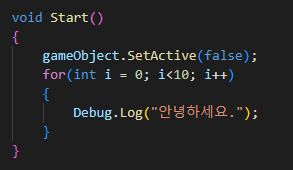 void Start()
{
    gameObject.SetActive(false);
    for(int i = 0; i<10; i++)
    {
        Debug.Log("안녕하세요.");
    }
}